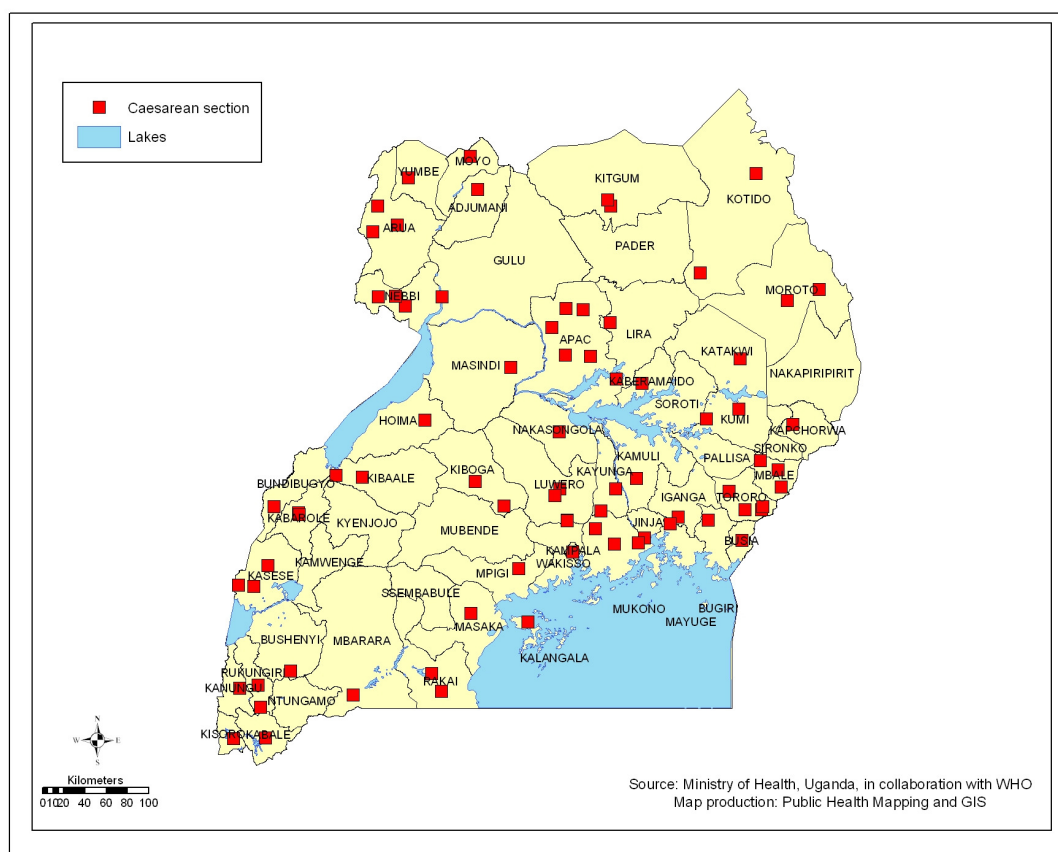 Caesarean section
Lakes
MOYO
YUMBE
KITGUM
KOTIDO
ADJUMANI
ARUA
PADER
GULU
MOROTO
NEBBI
LIRA
APAC
KATAKWI
MASINDI
NAKAPIRIPIRIT
KABERAMAIDO
SOROTI
HOIMA
KUMI
NAKASONGOLA
KAPCHORWA
SIRONKO
KAMULI
PALLISA
KIBOGA
KAYUNGA
MBALE
KIBAALE
BUNDIBUGYO
LUWERO
IGANGA
TORORO
KABAROLE
KYENJOJO
MUBENDE
JINJA
BUSIA
KAMPALA
KAMWENGE
WAKISSO
MPIGI
KASESE
SSEMBABULE
MUKONO
BUGIRI
MAYUGE
MASAKA
BUSHENYI
MBARARA
KALANGALA
RUKUNGIRI
RAKAI
KANUNGU
NTUNGAMO
KISORO
KABALE
N
W E
S
Kilometers
01020 40 60 80 100
Source: Ministry of Health, Uganda, in collaboration with WHO
Map production: Public Health Mapping and GIS